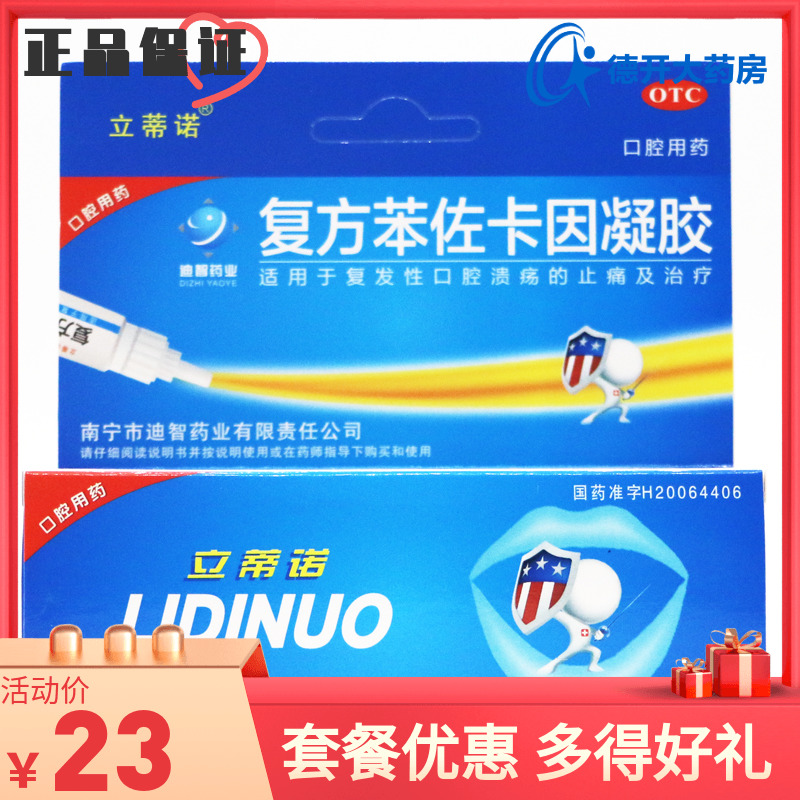 正品保证
德开大药房
OTC
立蒂诺®
口腔用药
口腔用药
迪智药业
DIZHI YAOYE
复方苯佐卡因凝胶
适用于复发性口腔溃疡的止痛及治疗
复方
南宁市迪智药业有限责任公司
请仔细阅读说明书并按说明使用或在药师指导下购买和使用
口腔用药
国药准字H20064406
立蒂诺
LIDINUO
活动价
¥23
套餐优惠 多得好礼